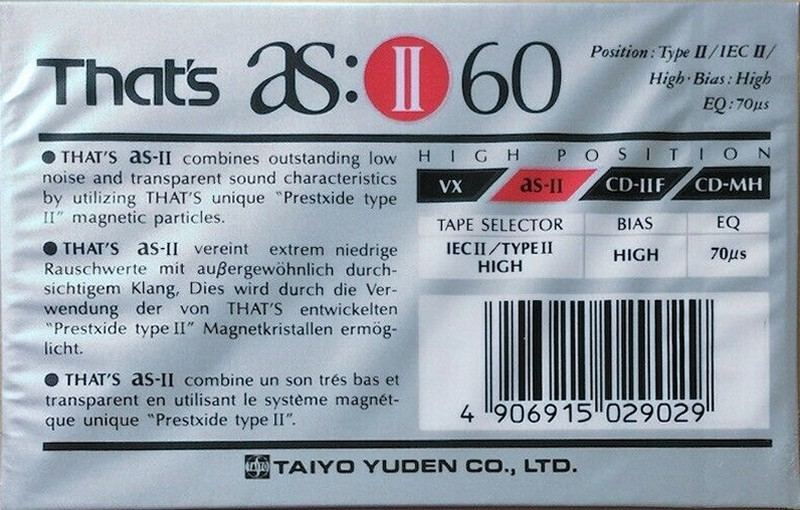 That's as:II 60
Position : Type II / IEC II /
High·Bias : High
EQ : 70μs
● THAT'S as-II combines outstanding low
noise and transparent sound characteristics
by utilizing THAT'S unique "Prestxide type
II" magnetic particles.
● THAT'S as-II vereint extrem niedrige
Rauschwerte mit außergewöhnlich durch-
sichtigem Klang, Dies wird durch die Ver-
wendung der von THAT'S entwickelten
"Prestxide type II" Magnetkristallen ermög-
licht.
● THAT'S as-II combine un son trés bas et
transparent en utilisant le système magnét-
que unique "Prestxide type II".
HIGH POSITION
VX as-II CD-IIF CD-MH
TAPE SELECTOR BIAS EQ
IEC II / TYPE II HIGH 70μs
HIGH
4 906915 029029
TAIYO YUDEN CO., LTD.